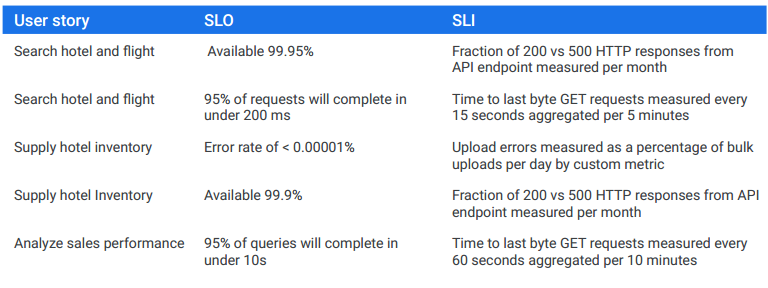 User story SLO SLI
Search hotel and flight Available 99.95% Fraction of 200 vs 500 HTTP responses from
API endpoint measured per month
Search hotel and flight 95% of requests will complete in Time to last byte GET requests measured every
under 200 ms 15 seconds aggregated per 5 minutes
Supply hotel inventory Error rate of < 0.00001% Upload errors measured as a percentage of bulk
uploads per day by custom metric
Supply hotel Inventory Available 99.9% Fraction of 200 vs 500 HTTP responses from API
endpoint measured per month
Analyze sales performance 95% of queries will complete in Time to last byte GET requests measured every
under 10s 60 seconds aggregated per 10 minutes